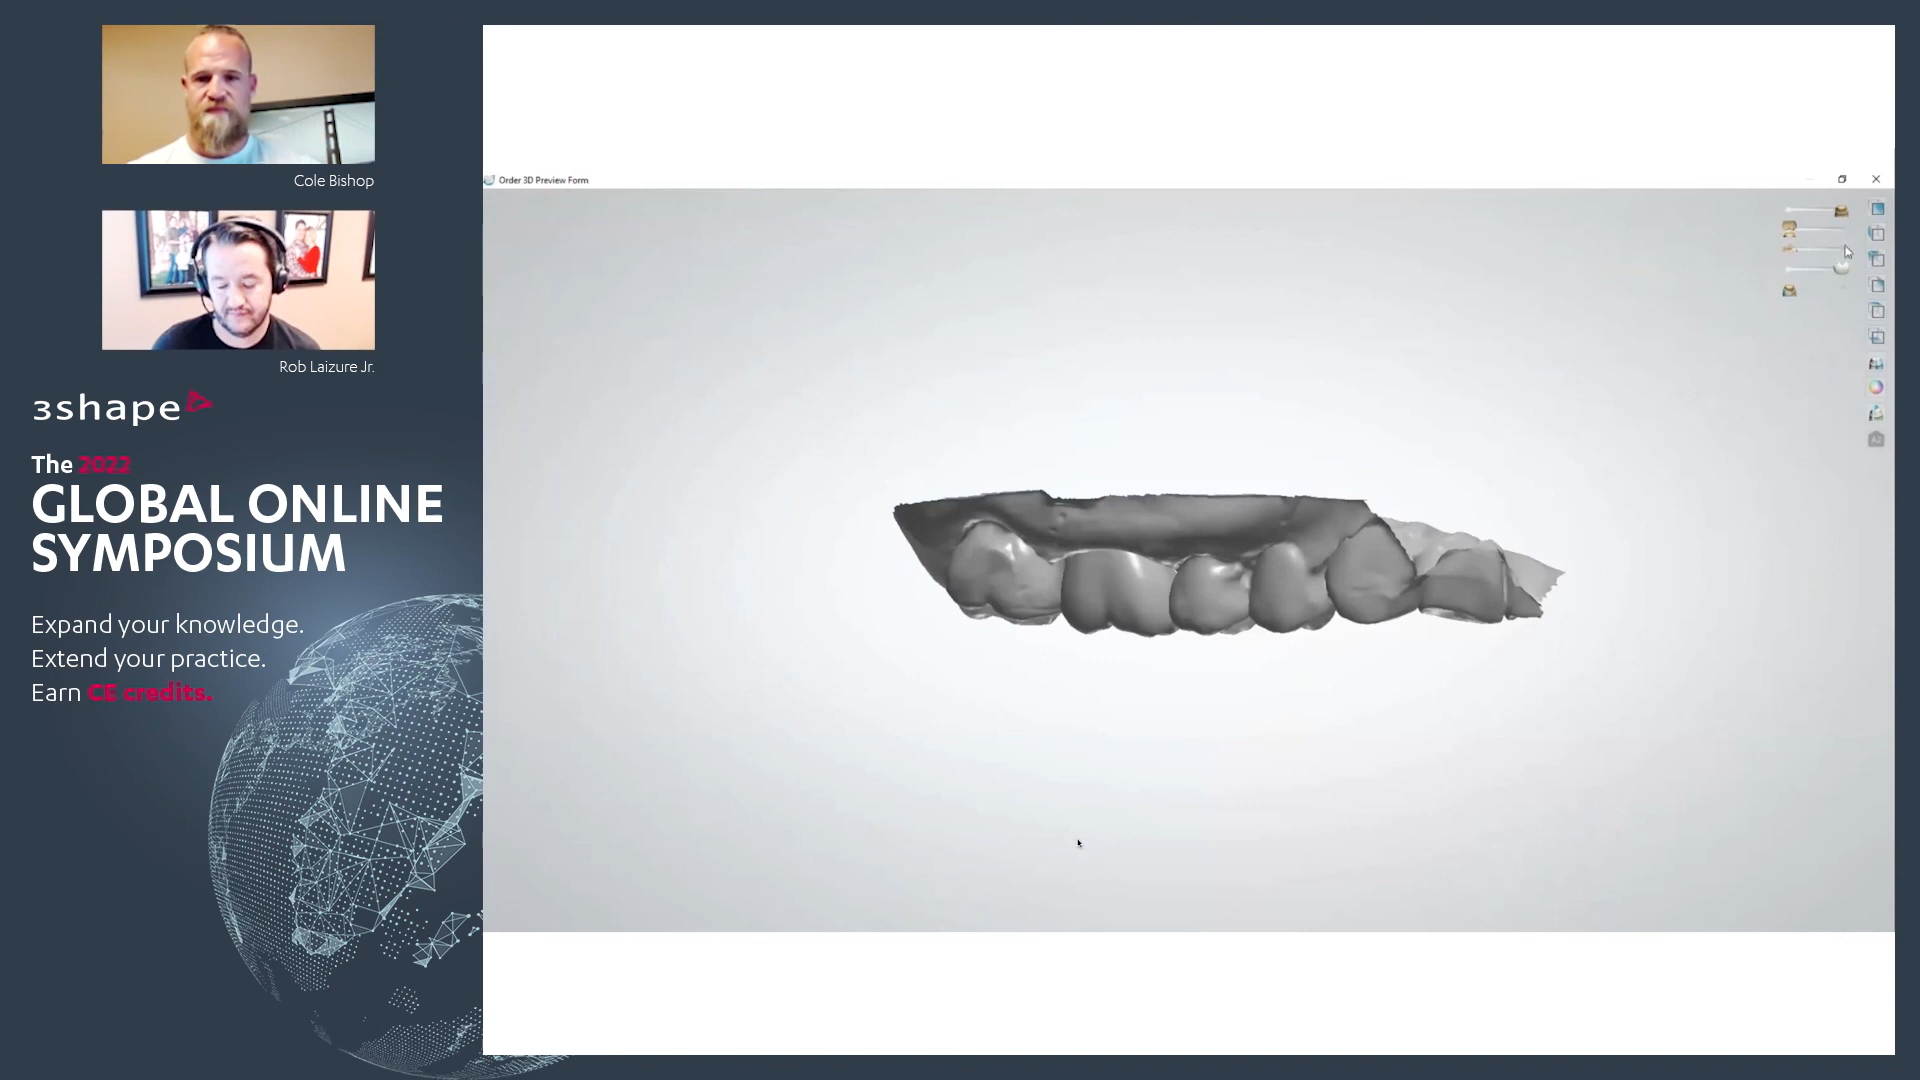 Cole Bishop
Rob Laizure Jr.
3shape
The 2022
GLOBAL ONLINE
SYMPOSIUM
Expand your knowledge.
Extend your practice.
Earn CE credits.
Order 3D Preview Form